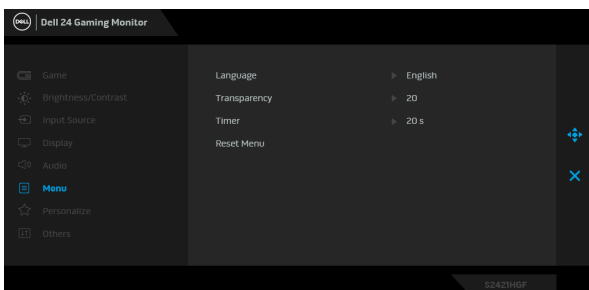 DELL Dell 24 Gaming Monitor
Game
Brightness/Contrast
Input Source
Display
Audio
Menu
Personalize
Others
Language English
Transparency 20
Timer 20 s
Reset Menu
S2421HGF